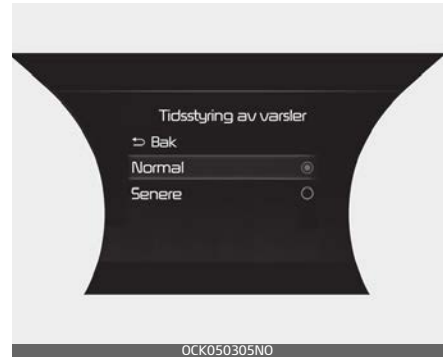 Tidsstyring av varsler
⮌ Bak
Normal
Senere
OCK050305NO